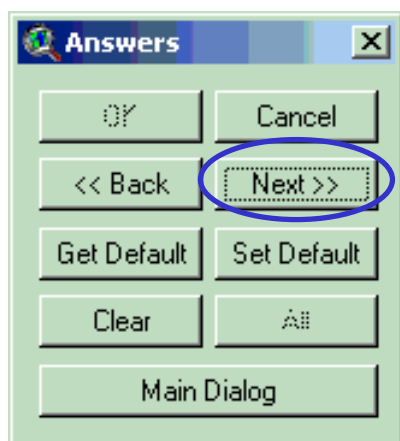 Answers
OK Cancel
<< Back Next >>
Get Default Set Default
Clear All
Main Dialog